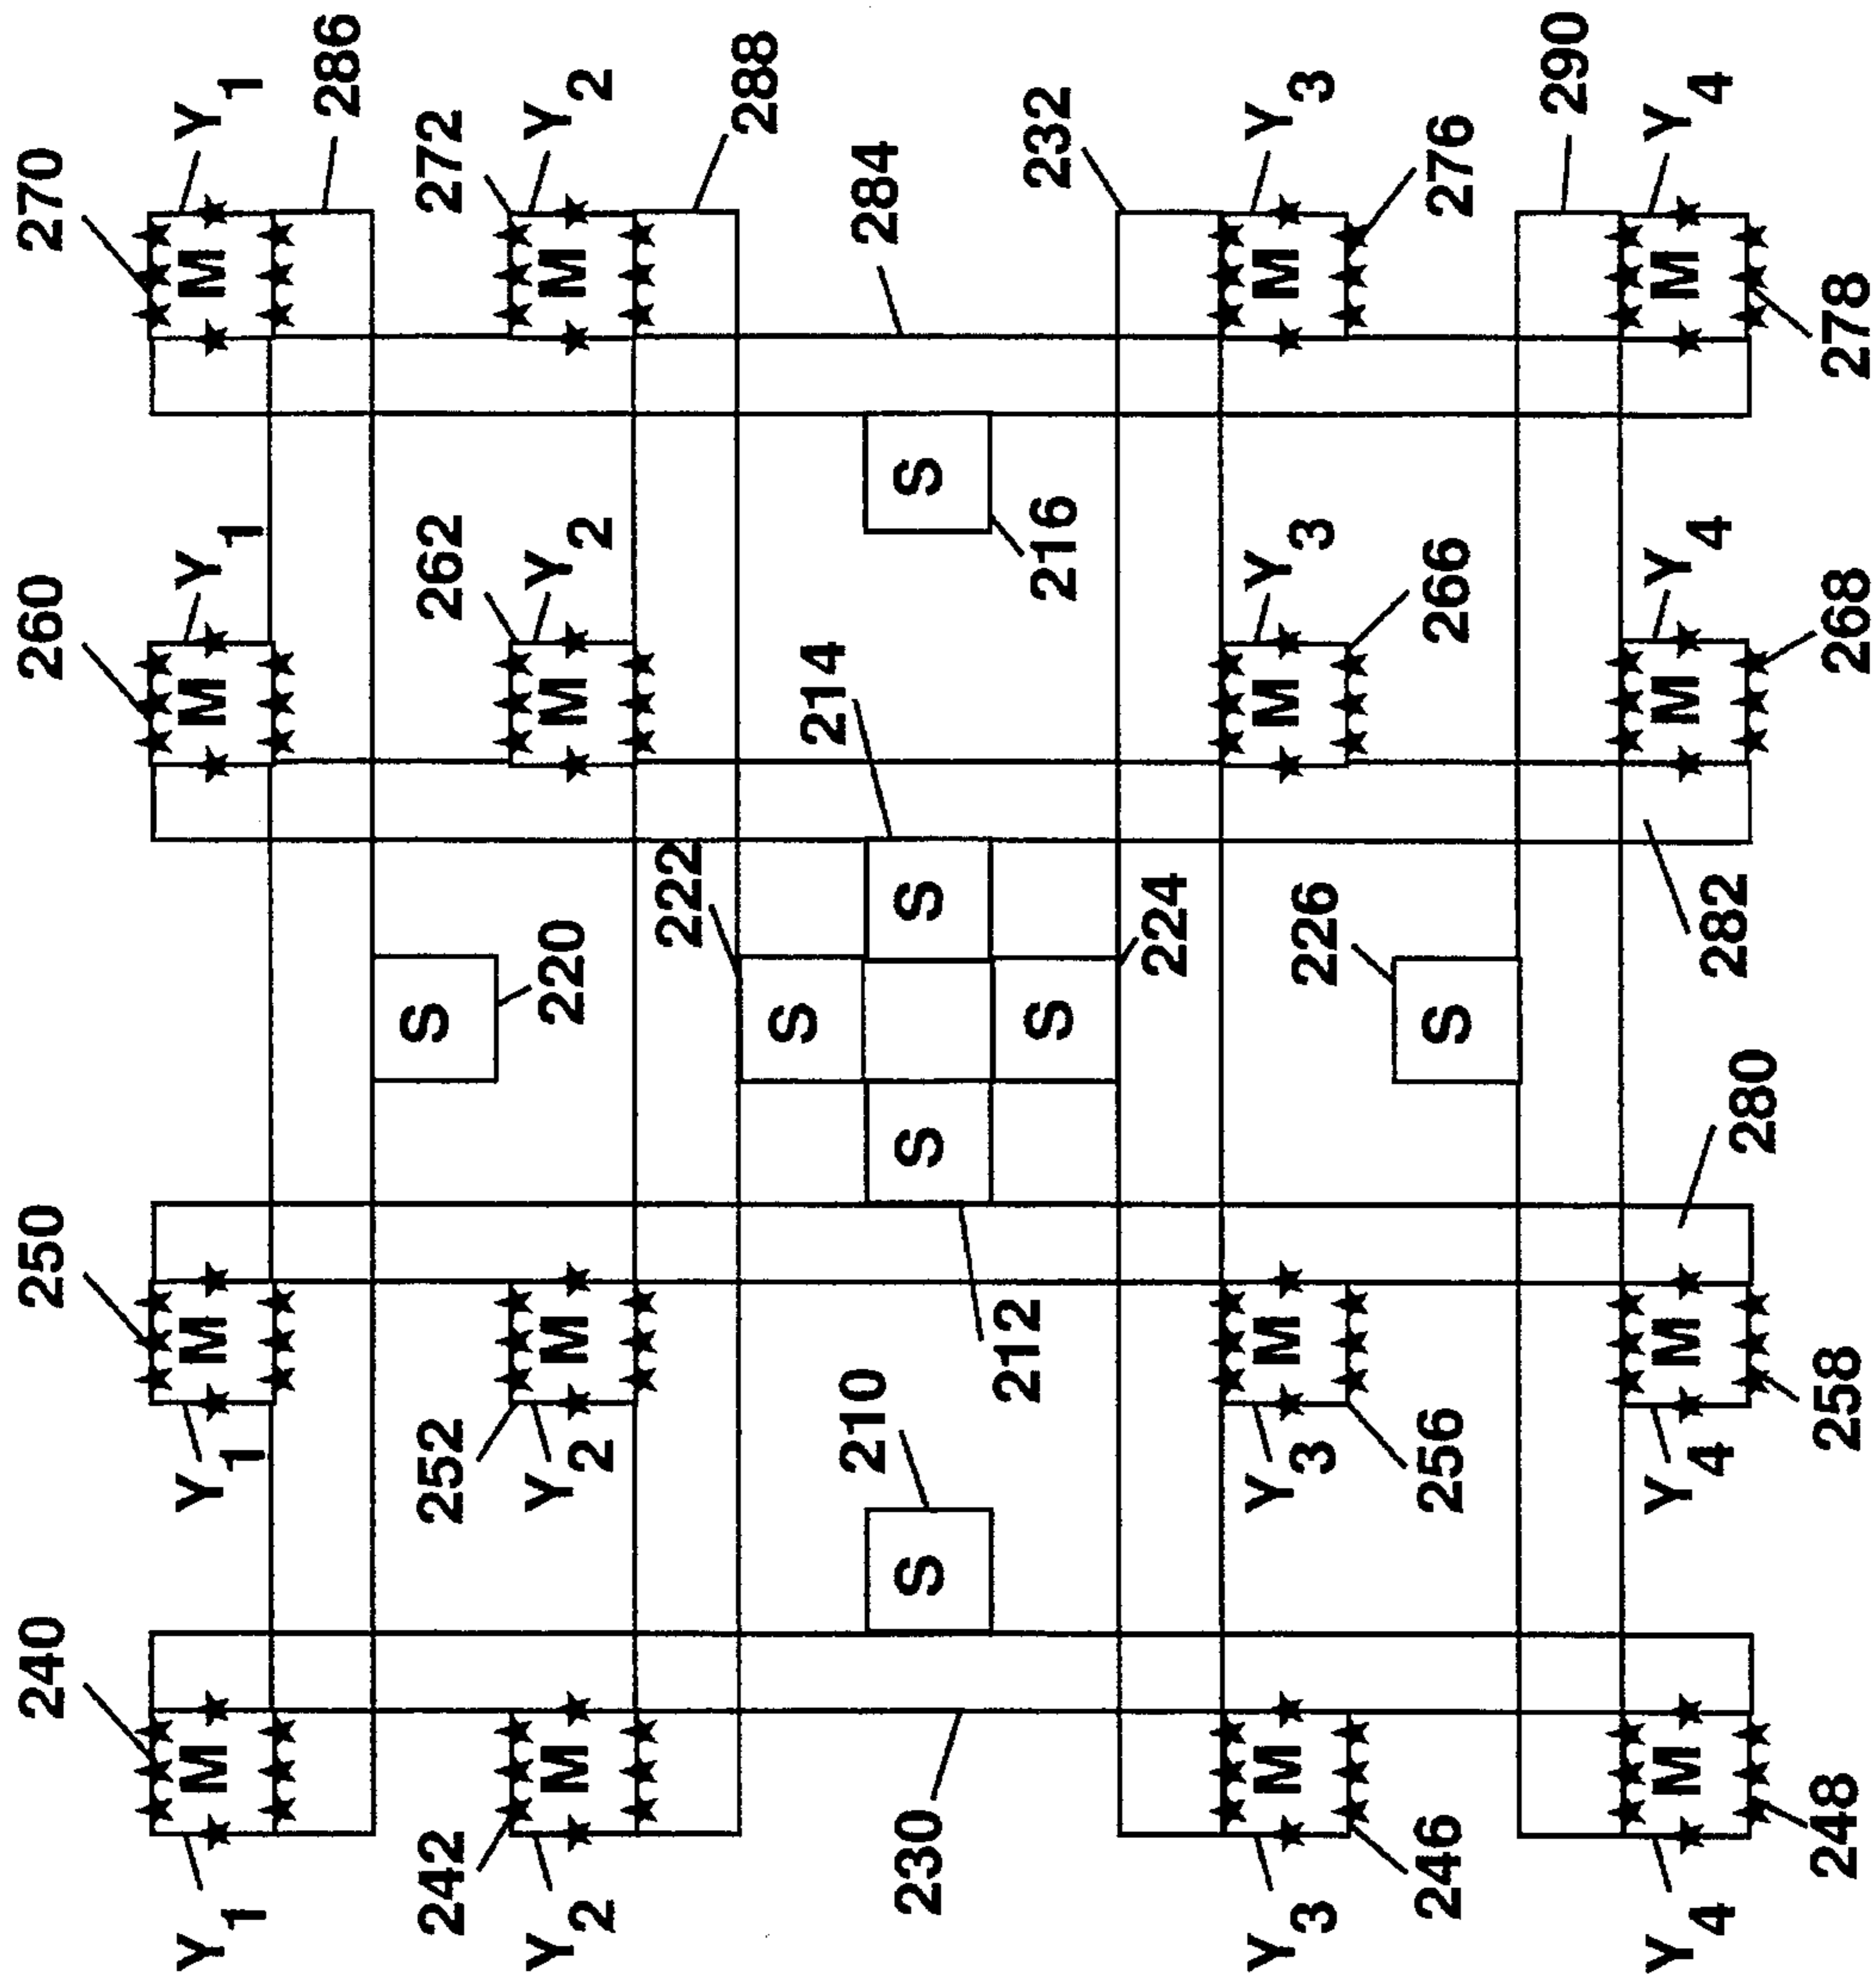 240 250 260 270
Y1 M Y1 M M Y1 M Y1
286
242 252 S 262 272
Y2 M Y2 M 220 M Y2 M Y2
222
288
S
214
210 284
230 S S S S
212 S 216 232
224
Y3 M Y3 M M Y3 M Y3
226
246 256 S 266 276
290
Y4 M Y4 M M Y4 M Y4
280 282
248 258 268 278